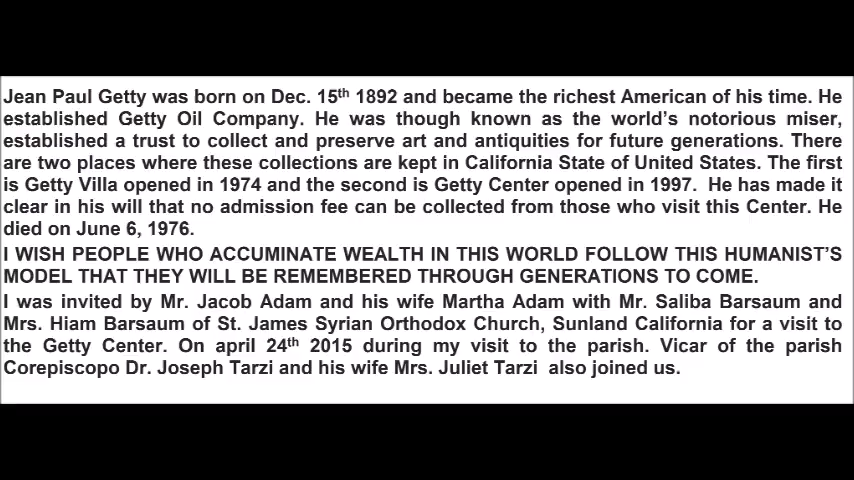 Jean Paul Getty was born on Dec. 15th 1892 and became the richest American of his time. He
established Getty Oil Company. He was though known as the world's notorious miser,
established a trust to collect and preserve art and antiquities for future generations. There
are two places where these collections are kept in California State of United States. The first
is Getty Villa opened in 1974 and the second is Getty Center opened in 1997.  He has made it
clear in his will that no admission fee can be collected from those who visit this Center. He
died on June 6, 1976.
I WISH PEOPLE WHO ACCUMINATE WEALTH IN THIS WORLD FOLLOW THIS HUMANIST'S
MODEL THAT THEY WILL BE REMEMBERED THROUGH GENERATIONS TO COME.
I was invited by Mr. Jacob Adam and his wife Martha Adam with Mr. Saliba Barsaum and
Mrs. Hiam Barsaum of St. James Syrian Orthodox Church, Sunland California for a visit to
the Getty Center. On april 24th 2015 during my visit to the parish. Vicar of the parish
Corepiscopo Dr. Joseph Tarzi and his wife Mrs. Juliet Tarzi  also joined us.